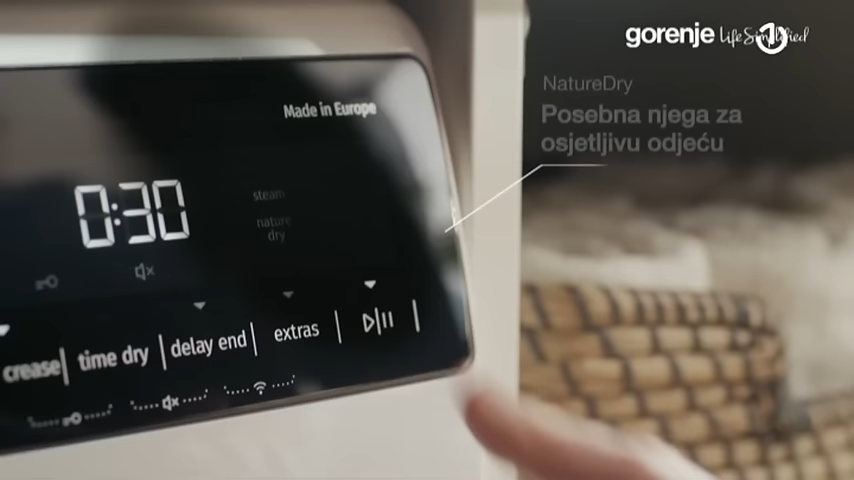 gorenje Life Simplified
NatureDry
Posebna njega za
osjetljivu odjeću
Made in Europe
0:30
steam
nature
dry
crease
time dry
delay end
extras